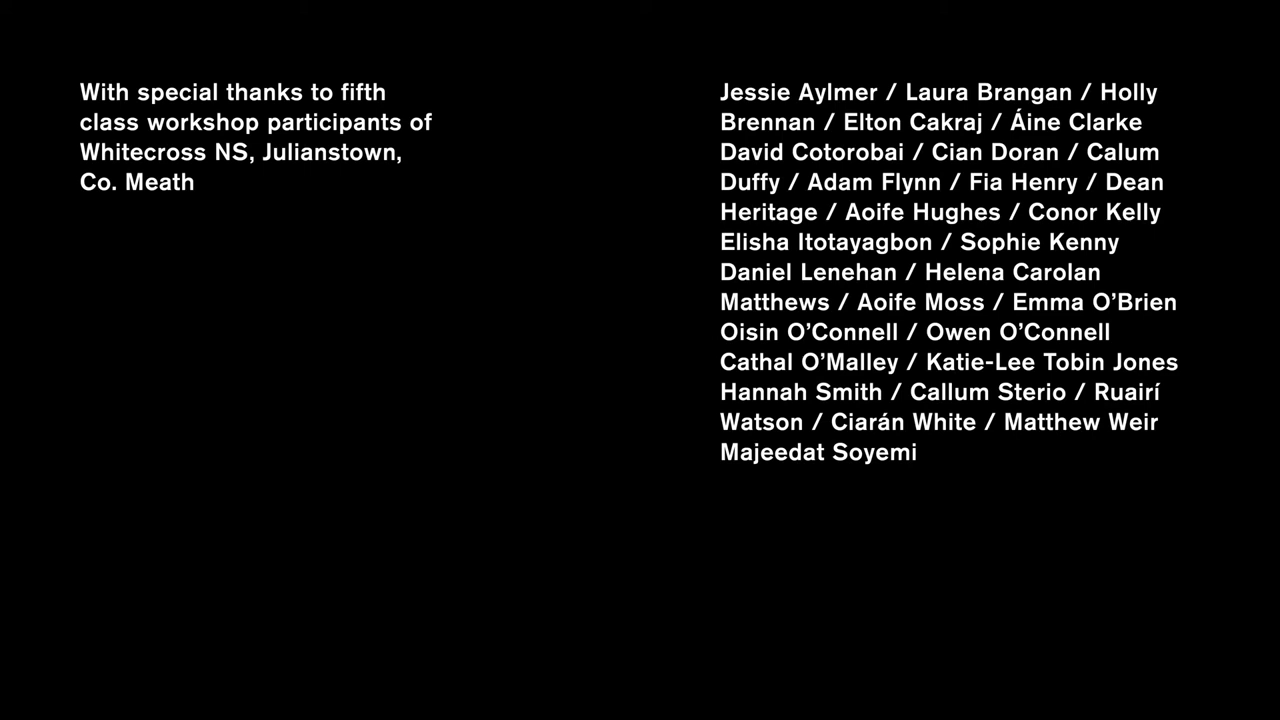 With special thanks to fifth
class workshop participants of
Whitecross NS, Julianstown,
Co. Meath
Jessie Aylmer / Laura Brangan / Holly
Brennan / Elton Cakraj / Áine Clarke
David Cotorobai / Cian Doran / Calum
Duffy / Adam Flynn / Fia Henry / Dean
Heritage / Aoife Hughes / Conor Kelly
Elisha Itotayagbon / Sophie Kenny
Daniel Lenehan / Helena Carolan
Matthews / Aoife Moss / Emma O’Brien
Oisin O’Connell / Owen O’Connell
Cathal O’Malley / Katie-Lee Tobin Jones
Hannah Smith / Callum Sterio / Ruairí
Watson / Ciarán White / Matthew Weir
Majeedat Soyemi